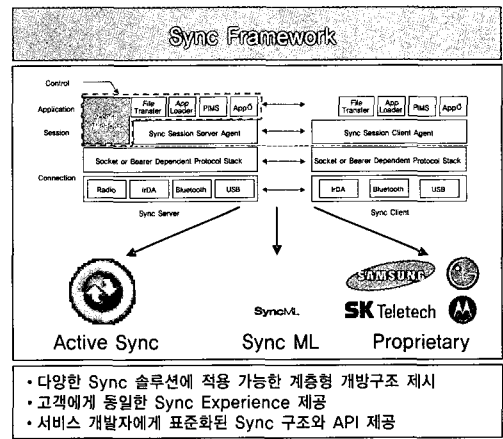 Sync Framework
Control
Application
File Transfer
App Loader
PIMS
Session
Sync Session Server Agent
Socket or Bearer Dependent Protocol Stack
Connection
Radio
IrDA
Bluetooth
USB
Sync Server
File Transfer
App Loader
PIMS
Sync Session Client Agent
Socket or Bearer Dependent Protocol Stack
IrDA
Bluetooth
USB
Sync Client
Active Sync
SyncML
Sync ML
SAMSUNG
SK Teletech
Proprietary
• 다양한 Sync 솔루션에 적용 가능한 계층형 개방구조 제시
• 고객에게 동일한 Sync Experience 제공
• 서비스 개발자에게 표준화된 Sync 구조와 API 제공